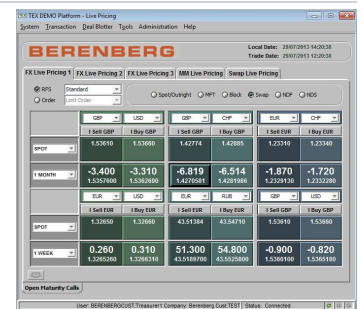 TEX DEMO Platform - Live Pricing
System Transaction Deal Blotter Tools Administration Help
BERENBERG
Local Date: 29/07/2013 14:20:38
Trade Date: 29/07/2013 12:20:38
FX Live Pricing 1 FX Live Pricing 2 FX Live Pricing 3 MM Live Pricing Swap Live Pricing
RFS Standard Spot/Outright MFT Block Swap NDF NDS
Order Limit Order
GBP USD GBP CHF EUR CHF
I Sell GBP I Buy GBP I Sell GBP I Buy GBP I Sell EUR I Buy EUR
SPOT 1.53610 1.53660 1.42774 1.42885 1.23310 1.23340
1 MONTH -3.400 -3.310 -6.819 -6.514 -1.870 -1.720
1.5357600 1.5362690 1.4270581 1.4281986 1.2329130 1.2332280
EUR USD EUR RUB GBP USD
I Sell EUR I Buy EUR I Sell EUR I Buy EUR I Sell GBP I Buy GBP
SPOT 1.32650 1.32660 43.51384 43.54710 1.53610 1.53660
1 WEEK 0.260 0.310 51.300 54.800 -0.900 -0.820
1.3265260 1.3266310 43.5189700 43.5525800 1.5360100 1.5365180
Open Maturity Calls
User: BERENBERGCUST.Treasurer1 Company: Berenberg Cust.TEST Status: Connected